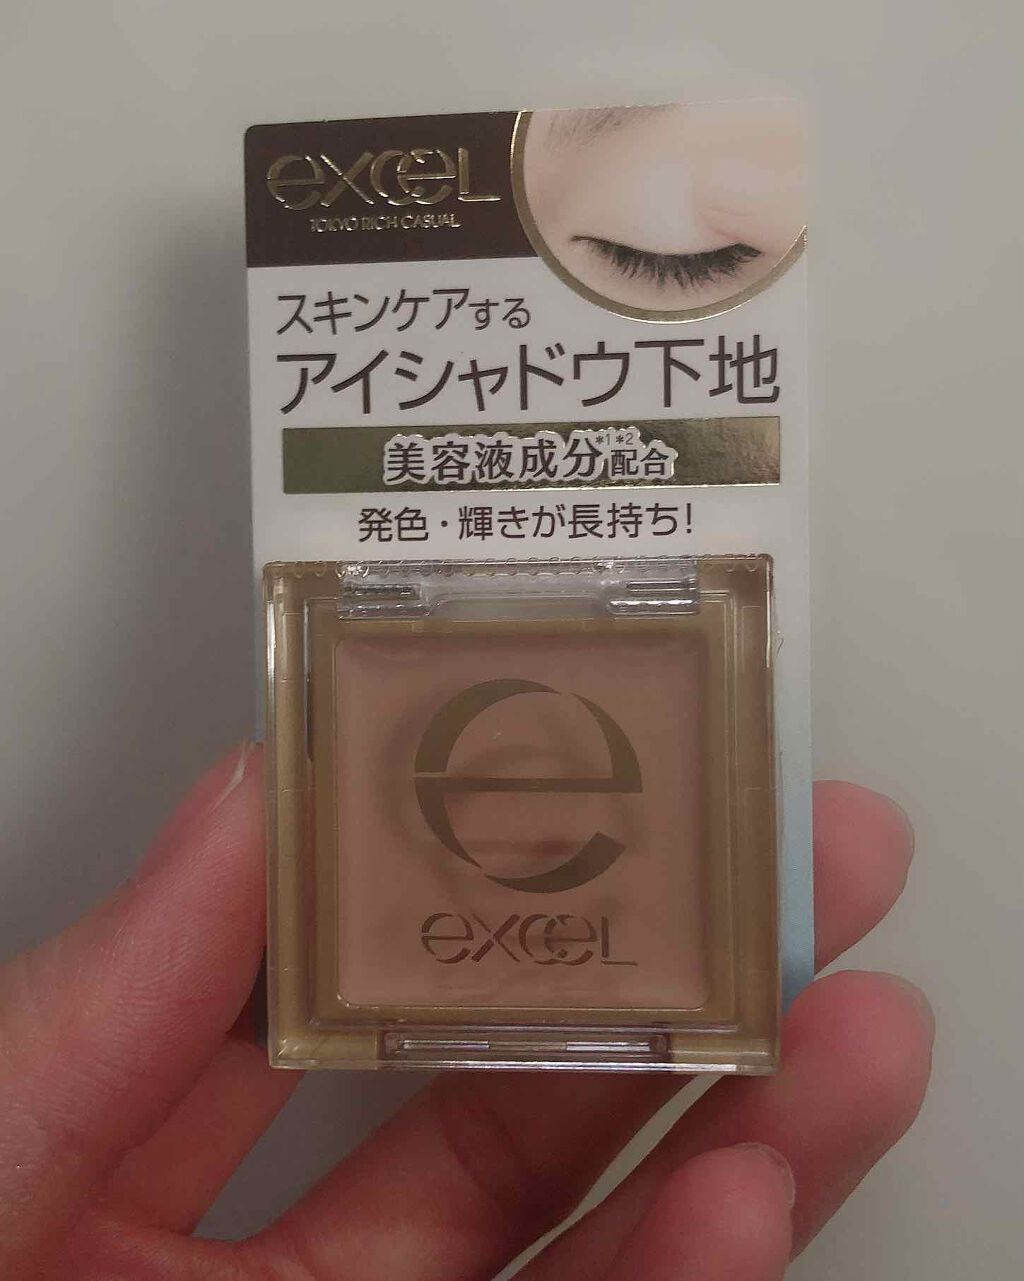 excel
TOKYO RICH CASUAL
スキンケアする
アイシャドウ下地
美容液成分*1*2配合
発色・輝きが長持ち!
e
excel